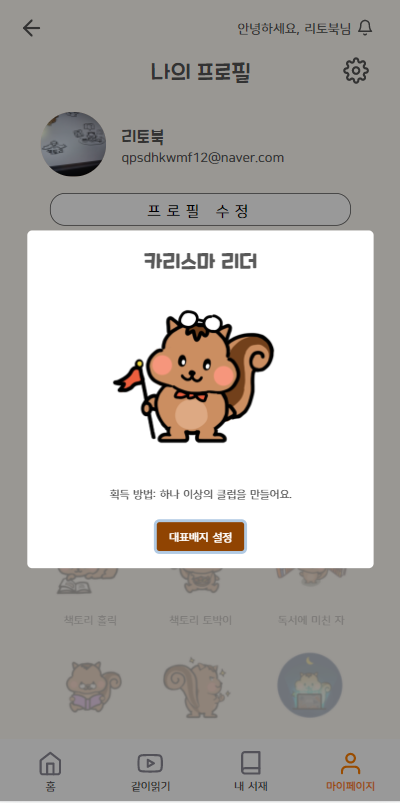 안녕하세요, 리토북님
나의 프로필
리토북
qpsdhkwmf12@naver.com
프로필 수정
카리스마 리더
획득 방법: 하나 이상의 클럽을 만들어요.
대표배지 설정
책토리 홀릭
책토리 토박이
독서에 미친 자
홈
같이읽기
내 서재
마이페이지